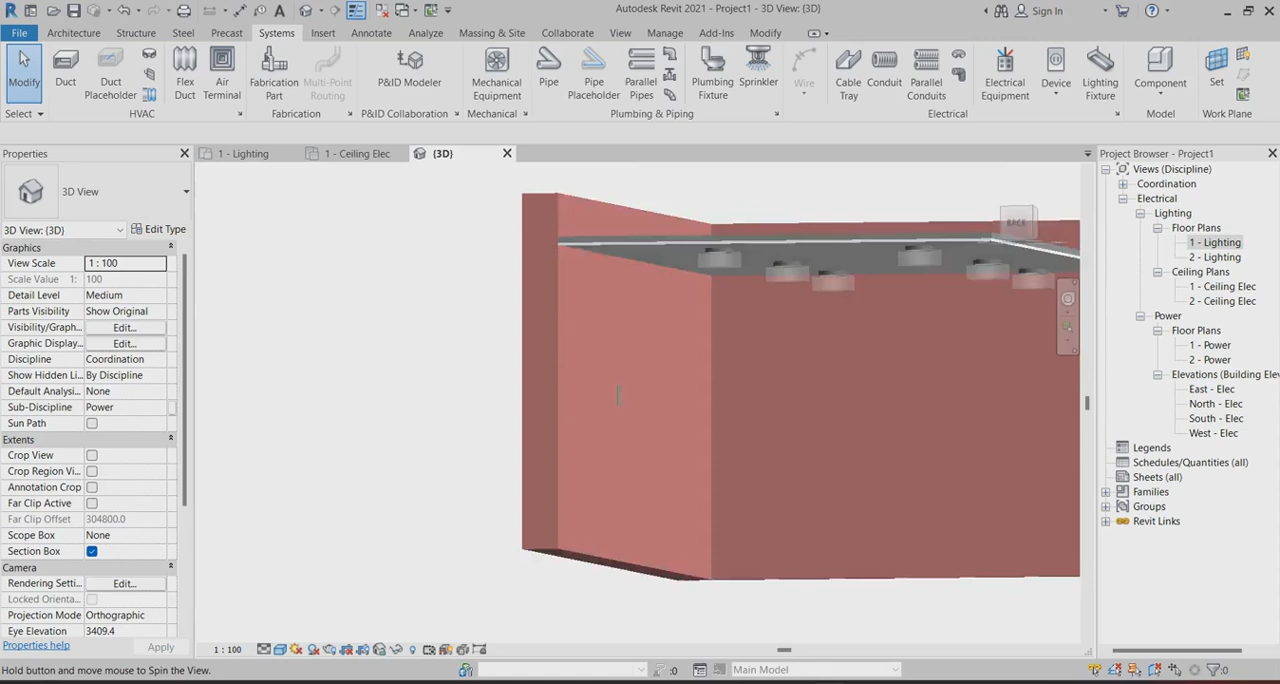 Autodesk Revit 2021 - Project1 - 3D View: {3D}
Sign In
File Architecture Structure Steel Precast Systems Insert Annotate Analyze Massing & Site Collaborate View Manage Add-Ins Modify
Modify
Duct
Duct Placeholder
Flex Duct
Air Terminal
Fabrication Part
Multi-Point Routing
P&ID Modeler
Mechanical Equipment
Pipe
Pipe Placeholder
Parallel Pipes
Plumbing Fixture
Sprinkler
Wire
Cable Tray
Conduit
Parallel Conduits
Electrical Equipment
Device
Lighting Fixture
Component
Set
Select HVAC Fabrication P&ID Collaboration Mechanical Plumbing & Piping Electrical Model Work Plane
Properties
3D View
3D View: {3D} Edit Type
Graphics
View Scale 1 : 100
Scale Value 1: 100
Detail Level Medium
Parts Visibility Show Original
Visibility/Graph... Edit...
Graphic Display... Edit...
Discipline Coordination
Show Hidden Li... By Discipline
Default Analysi... None
Sub-Discipline Power
Sun Path
Extents
Crop View
Crop Region Vi...
Annotation Crop
Far Clip Active
Far Clip Offset 304800.0
Scope Box None
Section Box
Camera
Rendering Setti... Edit...
Locked Orienta...
Projection Mode Orthographic
Eye Elevation 3409.4
Properties help Apply
1 - Lighting
1 - Ceiling Elec
{3D}
BACK
1 : 100
Project Browser - Project1
Views (Discipline)
Coordination
Electrical
Lighting
Floor Plans
1 - Lighting
2 - Lighting
Ceiling Plans
1 - Ceiling Elec
2 - Ceiling Elec
Power
Floor Plans
1 - Power
2 - Power
Elevations (Building Elev
East - Elec
North - Elec
South - Elec
West - Elec
Legends
Schedules/Quantities (all)
Sheets (all)
Families
Groups
Revit Links
Hold button and move mouse to Spin the View.
:0
Main Model
:0